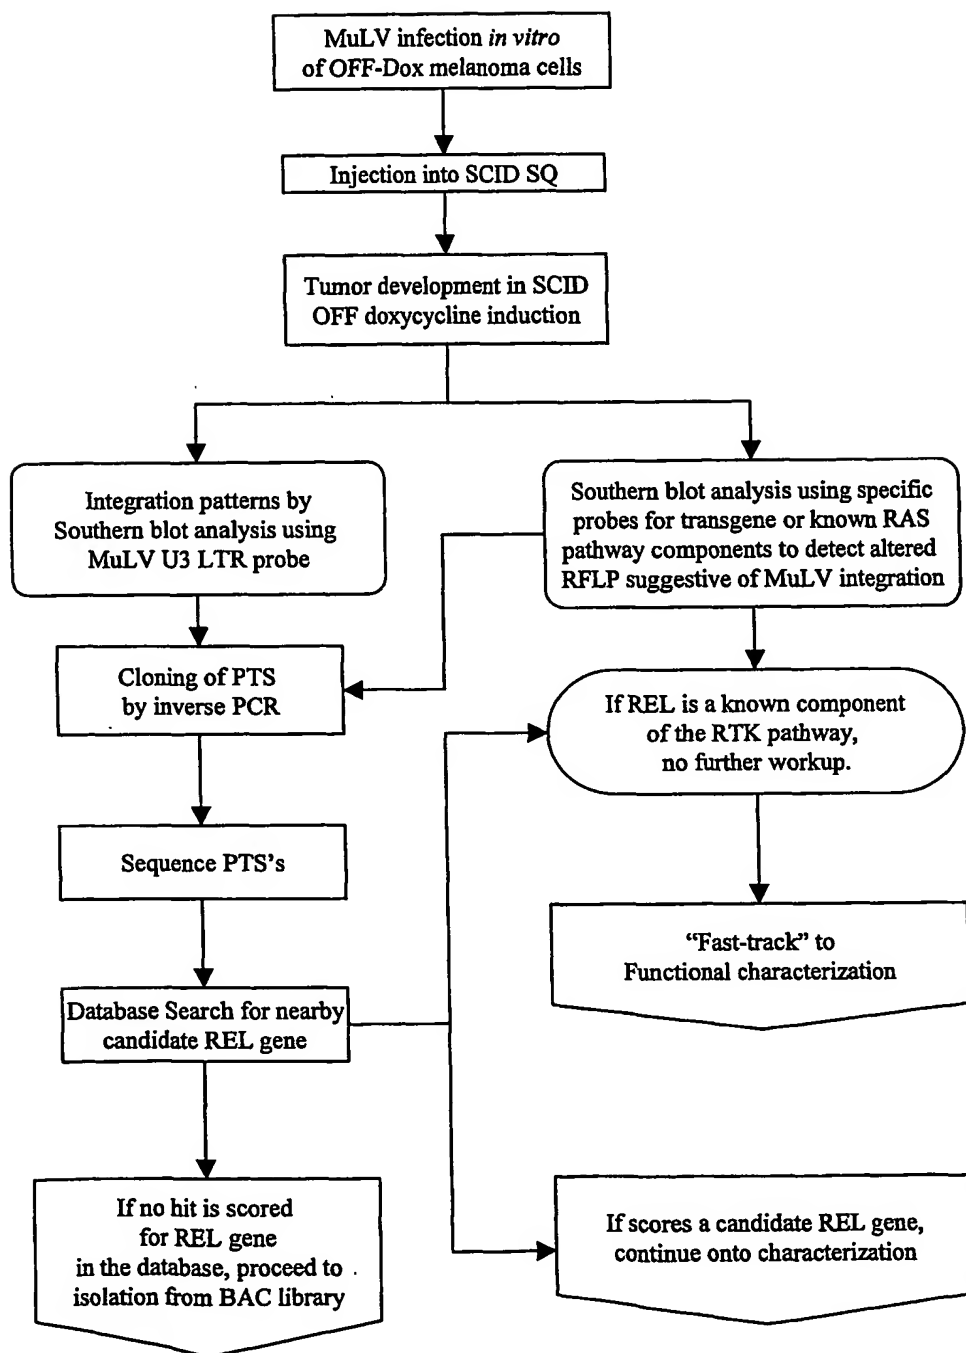 MuLV infection in vitro
of OFF-Dox melanoma cells
Injection into SCID SQ
Tumor development in SCID
OFF doxycycline induction
Integration patterns by
Southern blot analysis using
MuLV U3 LTR probe
Southern blot analysis using specific
probes for transgene or known RAS
pathway components to detect altered
RFLP suggestive of MuLV integration
Cloning of PTS
by inverse PCR
If REL is a known component
of the RTK pathway,
no further workup.
Sequence PTS's
"Fast-track" to
Functional characterization
Database Search for nearby
candidate REL gene
If no hit is scored
for REL gene
in the database, proceed to
isolation from BAC library
If scores a candidate REL gene,
continue onto characterization